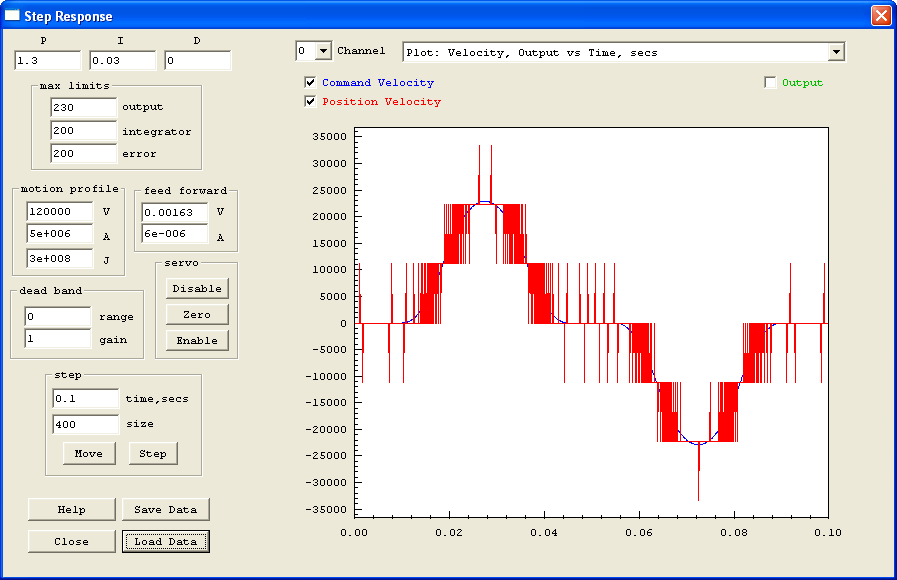 Step Response
P I D
1.3 0.03 0
0 Channel Plot: Velocity, Output vs Time, secs
Command Velocity Output
Position Velocity
max limits
230 output
200 integrator
200 error
motion profile
120000 V
5e+006 A
3e+008 J
feed forward
0.00163 V
6e-006 A
servo
Disable
Zero
Enable
dead band
0 range
1 gain
step
0.1 time,secs
400 size
Move Step
Help Save Data
Close Load Data
35000
30000
25000
20000
15000
10000
5000
0
-5000
-10000
-15000
-20000
-25000
-30000
-35000
0.00 0.02 0.04 0.06 0.08 0.10